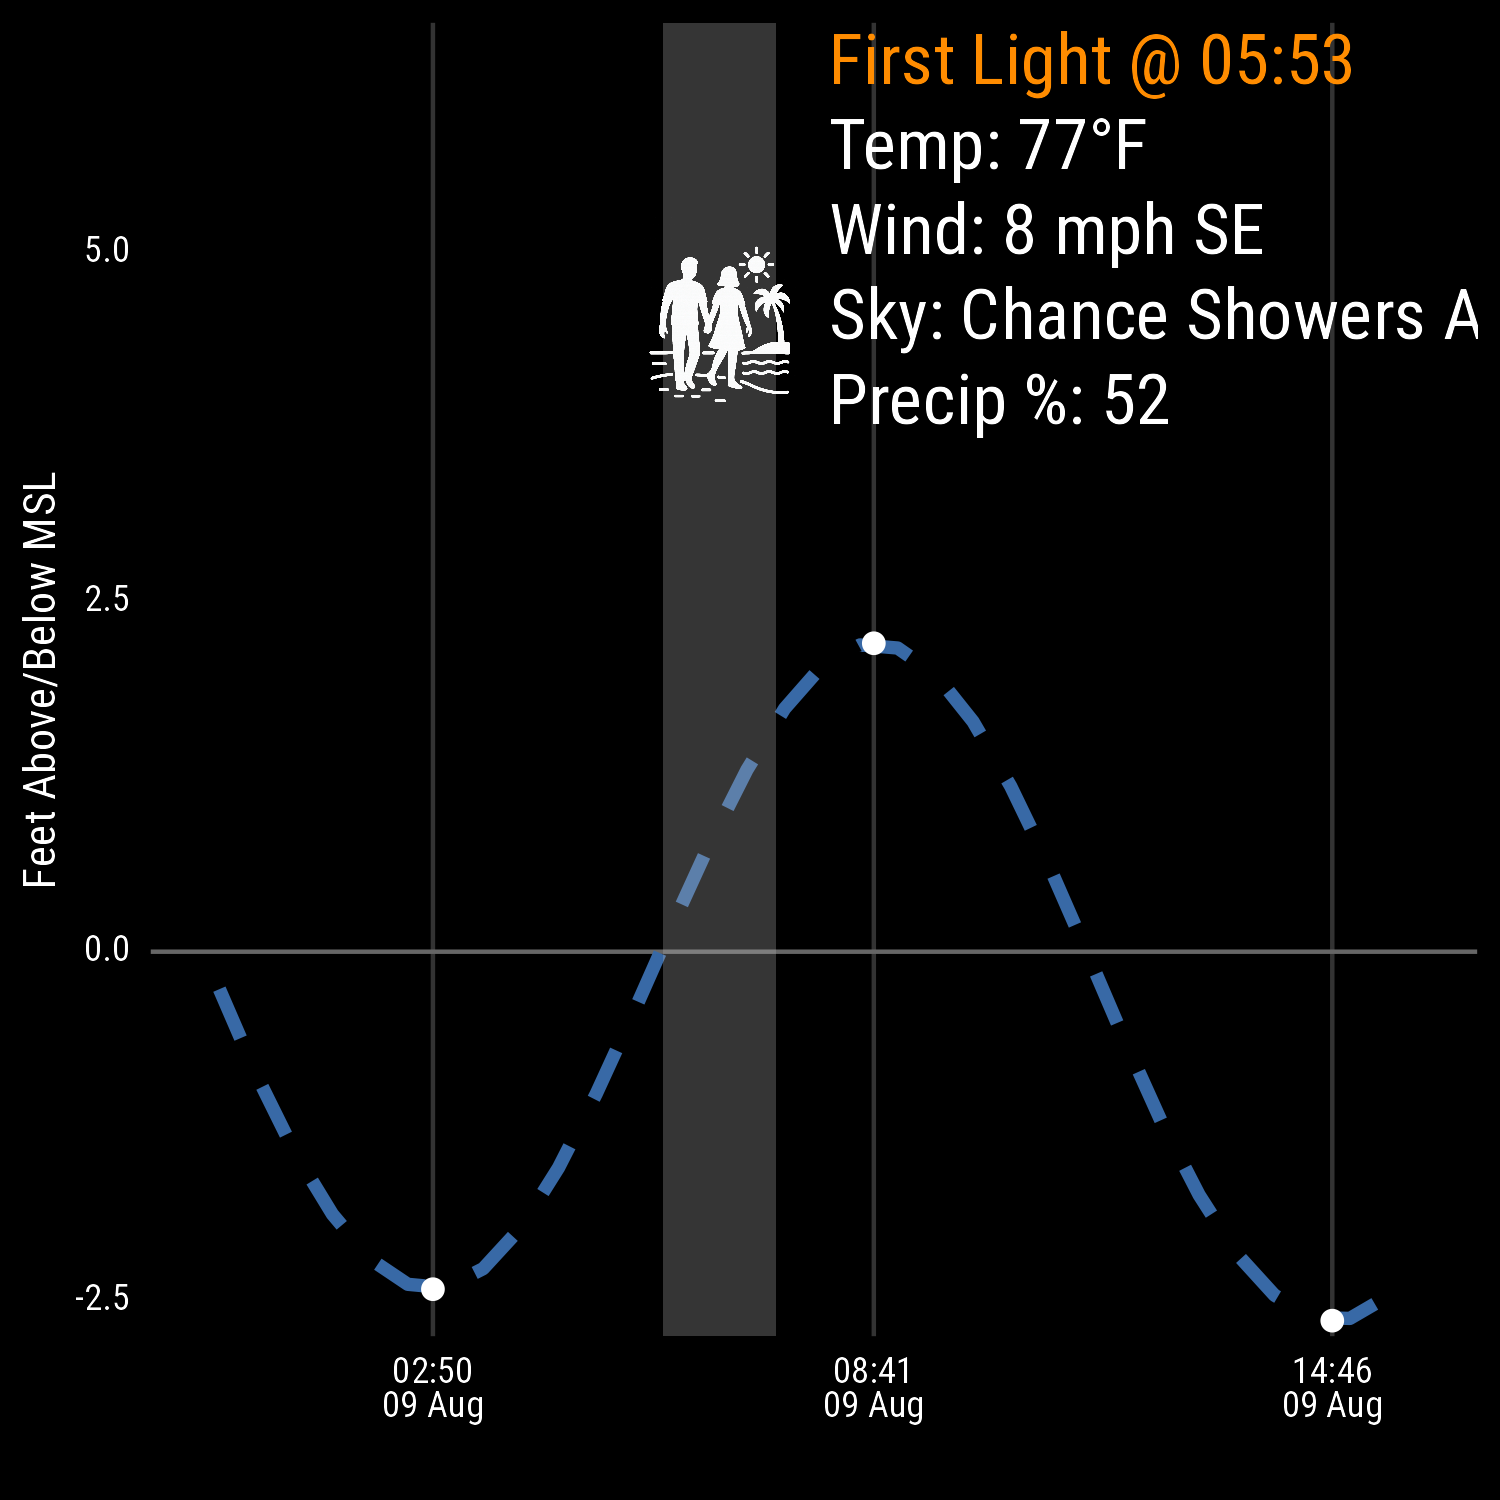 First Light @ 05:53
Temp: 77°F
Wind: 8 mph SE
Sky: Chance Showers A
Precip %: 52
Feet Above/Below MSL
5.0
2.5
0.0
-2.5
02:50
09 Aug
08:41
09 Aug
14:46
09 Aug